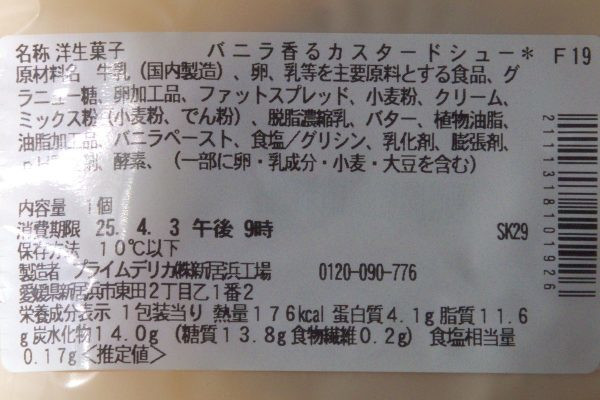 名称 洋生菓子 バニラ香るカスタードシュー* F19
原材料名 牛乳(国内製造)、卵、乳等を主要原料とする食品、グ
ラニュー糖、卵加工品、ファットスプレッド、小麦粉、クリーム、
ミックス粉(小麦粉、でん粉)、脱脂濃縮乳、バター、植物油脂、
油脂加工品、バニラペースト、食塩/グリシン、乳化剤、膨張剤、
剤、酵素、(一部に卵・乳成分・小麦・大豆を含む)
内容量 1個
消費期限 25. 4. 3 午後 9時 SK29
保存方法 10℃以下
製造者 プライムデリカ㈱新居浜工場 0120-090-776
愛媛県新居浜市東田2丁目乙1番2
栄養成分表示 1包装当り 熱量176kcal 蛋白質4.1g 脂質11.6
g 炭水化物14.0g (糖質13.8g 食物繊維0.2g) 食塩相当量
0.17g <推定値>
2111131810192​6